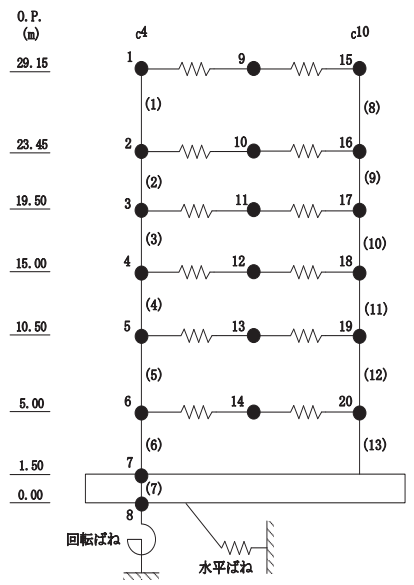 O.P.
(m)
c4 c10
29.15 1 9 15
(1) (8)
23.45 2 10 16
(2) (9)
19.50 3 11 17
(3) (10)
15.00 4 12 18
(4) (11)
10.50 5 13 19
(5) (12)
5.00 6 14 20
(6) (13)
1.50 7
(7)
0.00 8
回転ばね
水平ばね